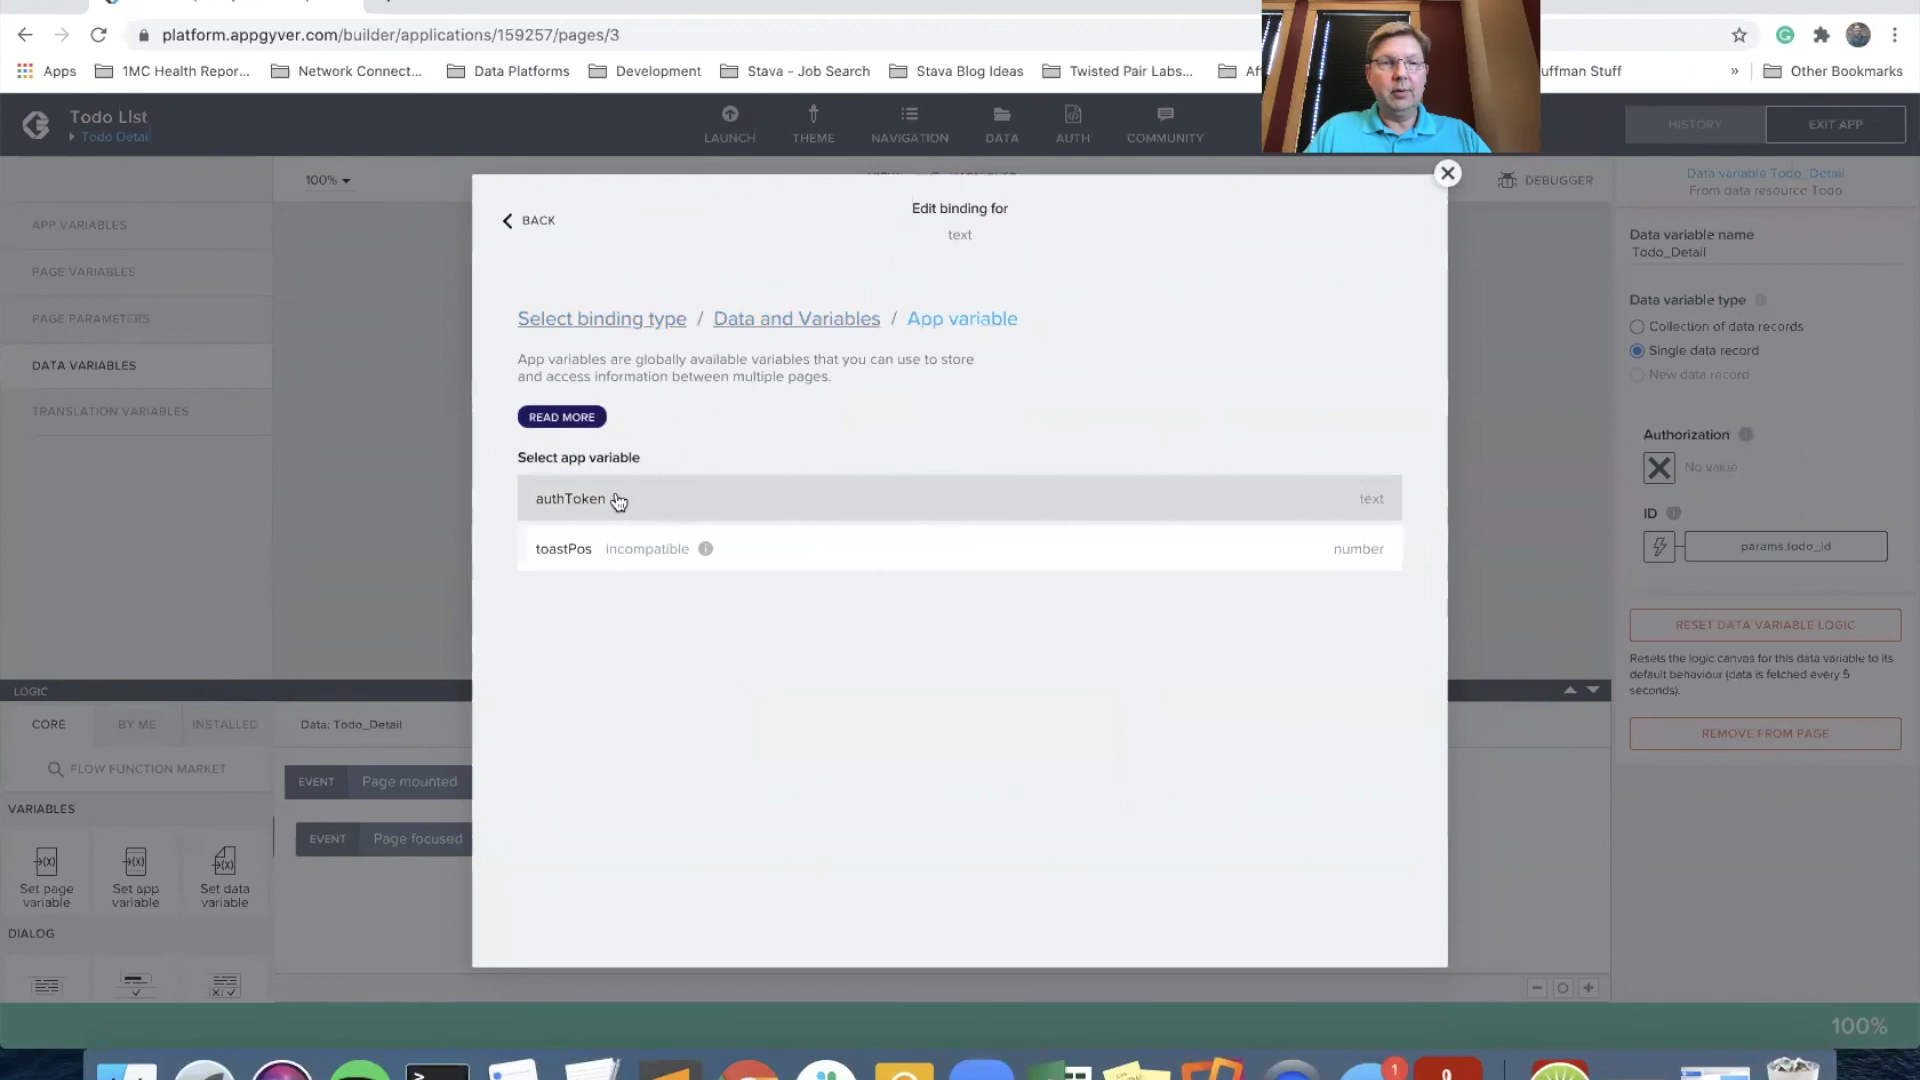 platform.appgyver.com/builder/applications/159257/pages/3
Apps
1MC Health Repor...
Network Connect...
Data Platforms
Development
Stava - Job Search
Stava Blog Ideas
Twisted Pair Labs...
uffman Stuff
»
Other Bookmarks
Todo LIst
Todo Detail
LAUNCH
THEME
NAVIGATION
DATA
AUTH
COMMUNITY
HISTORY
EXIT APP
100%
DEBUGGER
Data variable Todo_Detail
From data resource Todo
APP VARIABLES
PAGE VARIABLES
PAGE PARAMETERS
DATA VARIABLES
TRANSLATION VARIABLES
BACK
Edit binding for
text
Select binding type / Data and Variables / App variable
App variables are globally available variables that you can use to store
and access information between multiple pages.
READ MORE
Select app variable
authToken
text
toastPos incompatible
number
Data variable name
Todo_Detail
Data variable type
Collection of data records
Single data record
New data record
Authorization
No value
ID
params.todo_id
RESET DATA VARIABLE LOGIC
Resets the logic canvas for this data variable to its
default behaviour (data is fetched every 5
seconds).
REMOVE FROM PAGE
LOGIC
CORE
BY ME
INSTALLED
Data: Todo_Detail
FLOW FUNCTION MARKET
EVENT Page mounted
EVENT Page focused
VARIABLES
Set page
variable
Set app
variable
Set data
variable
DIALOG
100%
1